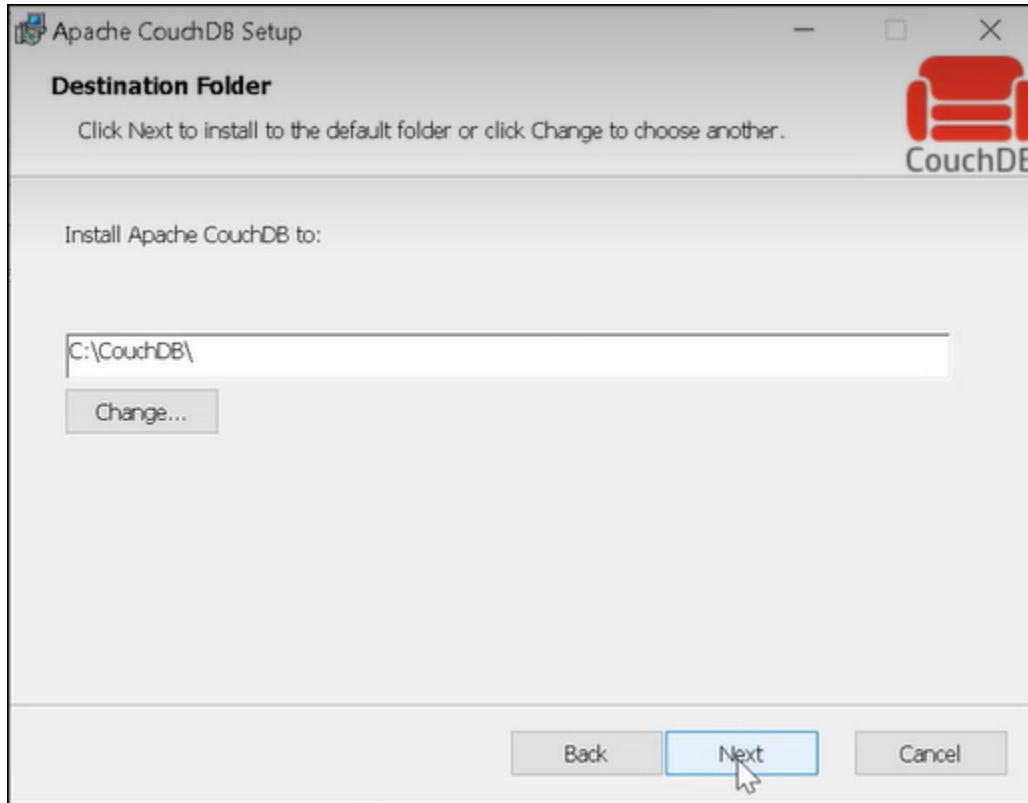 Apache CouchDB Setup
Destination Folder
Click Next to install to the default folder or click Change to choose another.
CouchDB
Install Apache CouchDB to:
C:\CouchDB\
Change...
Back Next Cancel